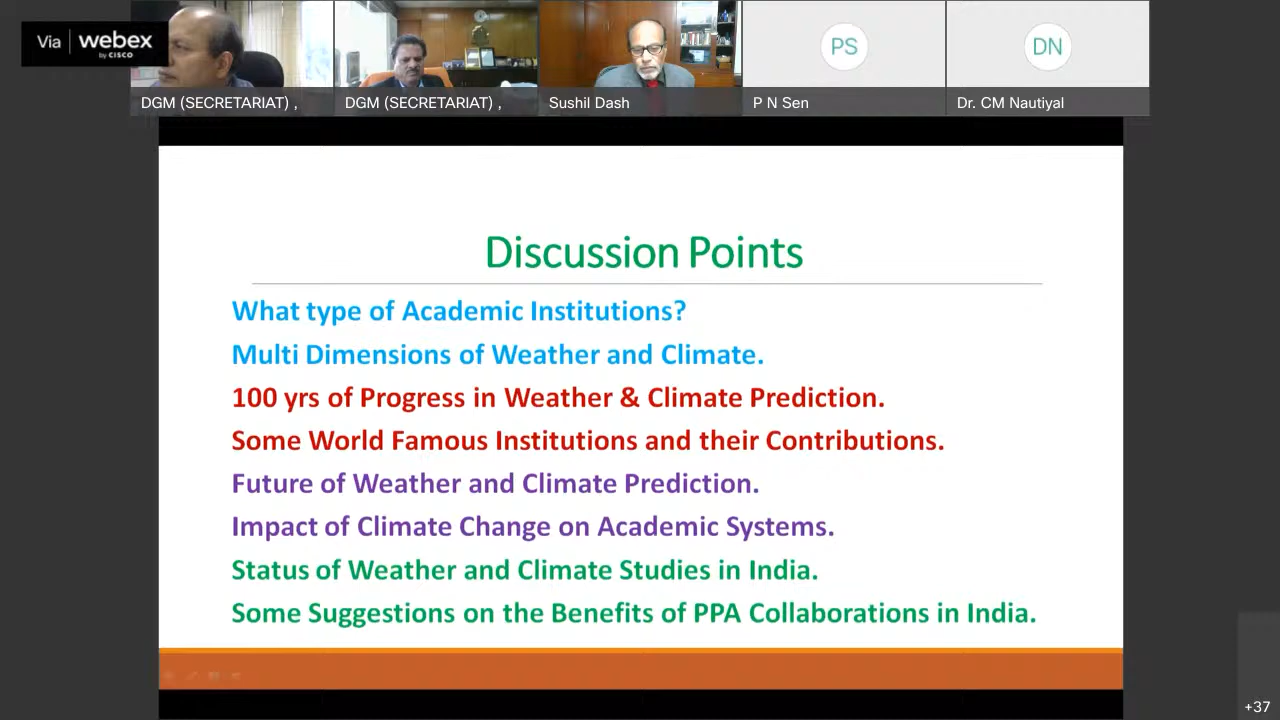 Via webex
by CISCO
DGM (SECRETARIAT) ,
DGM (SECRETARIAT) ,
Sushil Dash
PS
P N Sen
DN
Dr. CM Nautiyal
Discussion Points
What type of Academic Institutions?
Multi Dimensions of Weather and Climate.
100 yrs of Progress in Weather & Climate Prediction.
Some World Famous Institutions and their Contributions.
Future of Weather and Climate Prediction.
Impact of Climate Change on Academic Systems.
Status of Weather and Climate Studies in India.
Some Suggestions on the Benefits of PPA Collaborations in India.
+37